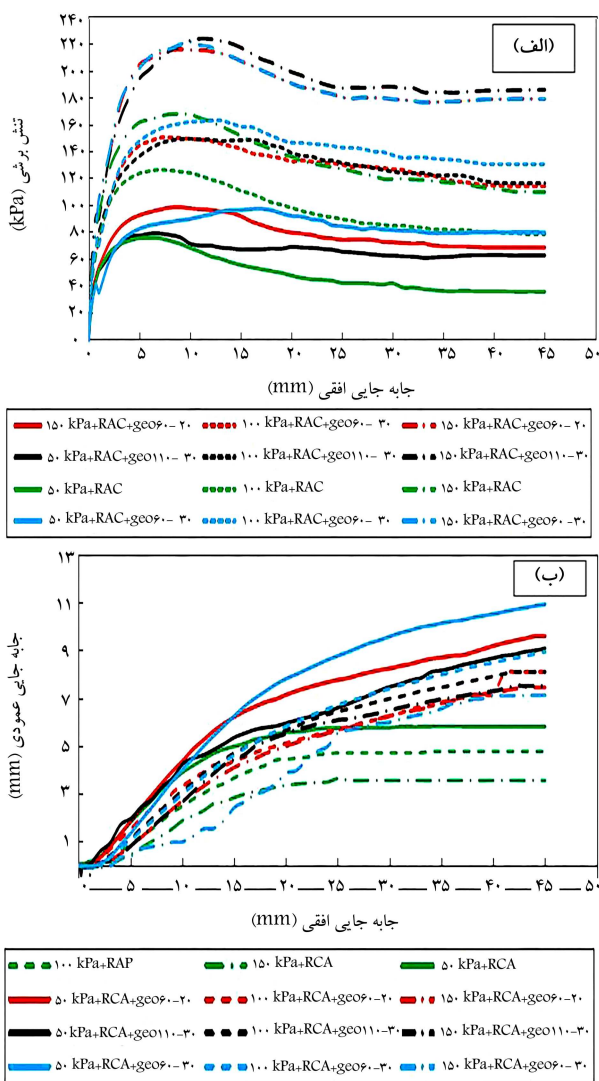 (الف)
۲۴۰
۲۲۰
۲۰۰
۱۸۰
۱۶۰
۱۴۰
۱۲۰
۱۰۰
۸۰
۶۰
۴۰
۲۰
۰
تنش برشی (kPa)
۰ ۵ ۱۰ ۱۵ ۲۰ ۲۵ ۳۰ ۳۵ ۴۰ ۴۵ ۵۰
جابه جایی افقی (mm)
۱۵۰ kPa+RAC+geo۶۰-۲۰ ۱۰۰ kPa+RAC+geo۶۰-۳۰ ۱۵۰ kPa+RAC+geo۶۰-۲۰
۵۰ kPa+RAC+geo۱۱۰-۳۰ ۱۰۰ kPa+RAC+geo۱۱۰-۳۰ ۱۵۰ kPa+RAC+geo۱۱۰-۳۰
۵۰ kPa+RAC ۱۰۰ kPa+RAC ۱۵۰ kPa+RAC
۵۰ kPa+RAC+geo۶۰-۳۰ ۱۰۰ kPa+RAC+geo۶۰-۳۰ ۱۵۰ kPa+RAC+geo۶۰-۳۰
(ب)
۱۳
۱۱
۹
۷
۵
۳
۱
جابه جایی عمودی (mm)
۰ ۵ ۱۰ ۱۵ ۲۰ ۲۵ ۳۰ ۳۵ ۴۰ ۴۵ ۵۰
جابه جایی افقی (mm)
۱۰۰ kPa+RAP ۱۵۰ kPa+RCA ۵۰ kPa+RCA
۵۰ kPa+RCA+geo۶۰-۲۰ ۱۰۰ kPa+RCA+geo۶۰-۲۰ ۱۵۰ kPa+RCA+geo۶۰-۲۰
۵۰ kPa+RCA+geo۱۱۰-۳۰ ۱۰۰ kPa+RCA+geo۱۱۰-۳۰ ۱۵۰ kPa+RCA+geo۱۱۰-۳۰
۵۰ kPa+RCA+geo۶۰-۳۰ ۱۰۰ kPa+RCA+geo۶۰-۳۰ ۱۵۰ kPa+RCA+geo۶۰-۳۰